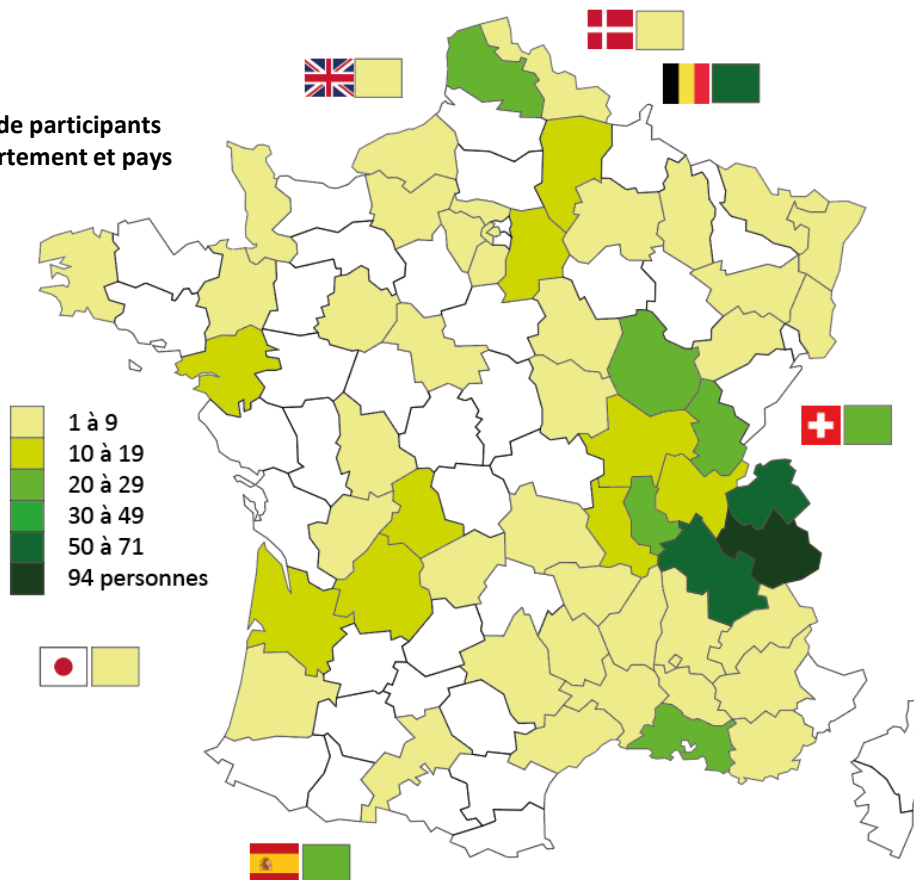 de participants
rtement et pays
1 à 9
10 à 19
20 à 29
30 à 49
50 à 71
94 personnes